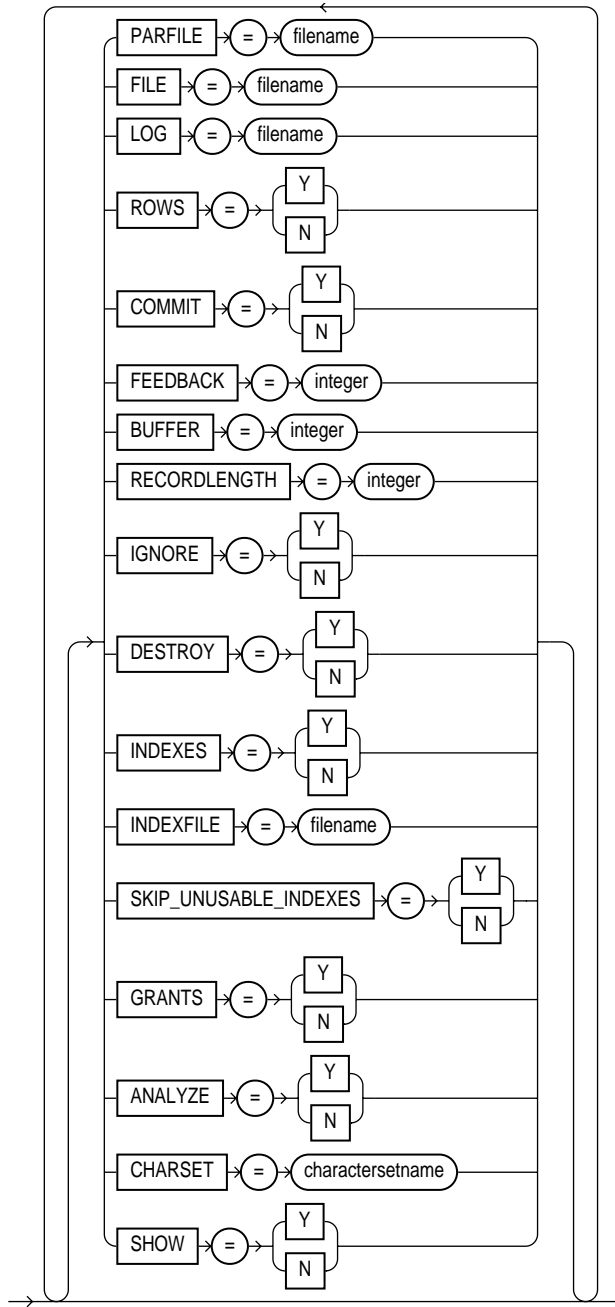 PARFILE = filename
FILE = filename
LOG = filename
ROWS = Y
N
COMMIT = Y
N
FEEDBACK = integer
BUFFER = integer
RECORDLENGTH = integer
IGNORE = Y
N
DESTROY = Y
N
INDEXES = Y
N
INDEXFILE = filename
SKIP_UNUSABLE_INDEXES = Y
N
GRANTS = Y
N
ANALYZE = Y
N
CHARSET = charactersetname
SHOW = Y
N